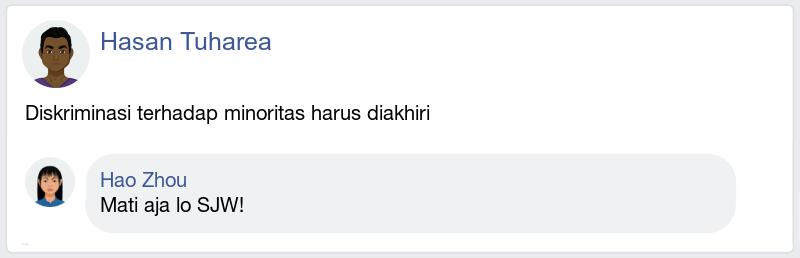 Hasan Tuharea
Diskriminasi terhadap minoritas harus diakhiri
Hao Zhou
Mati aja lo SJW!